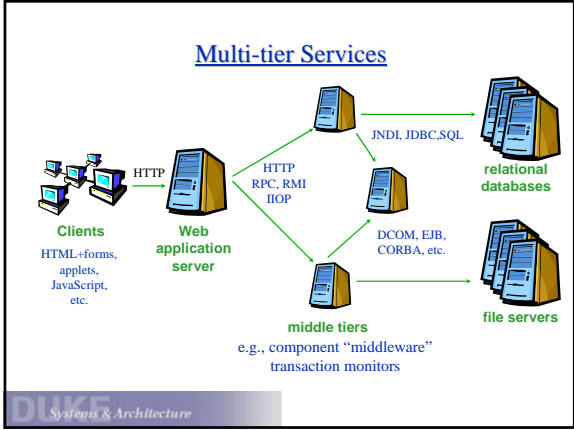 Multi-tier Services
JNDI, JDBC,SQL
HTTP
HTTP
RPC, RMI
IIOP
relational
databases
Clients
Web
application
server
HTML+forms,
applets,
JavaScript,
etc.
DCOM, EJB,
CORBA, etc.
middle tiers
file servers
e.g., component “middleware”
transaction monitors
DUKE
Systems & Architecture